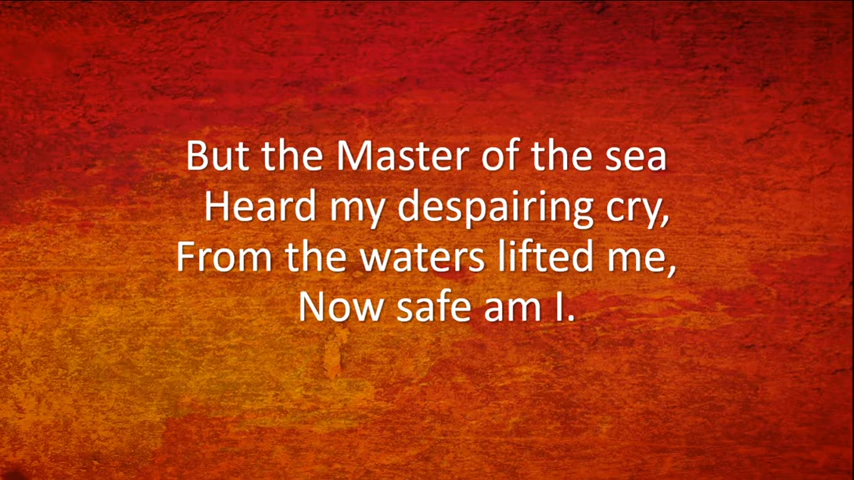 But the Master of the sea
Heard my despairing cry,
From the waters lifted me,
Now safe am I.